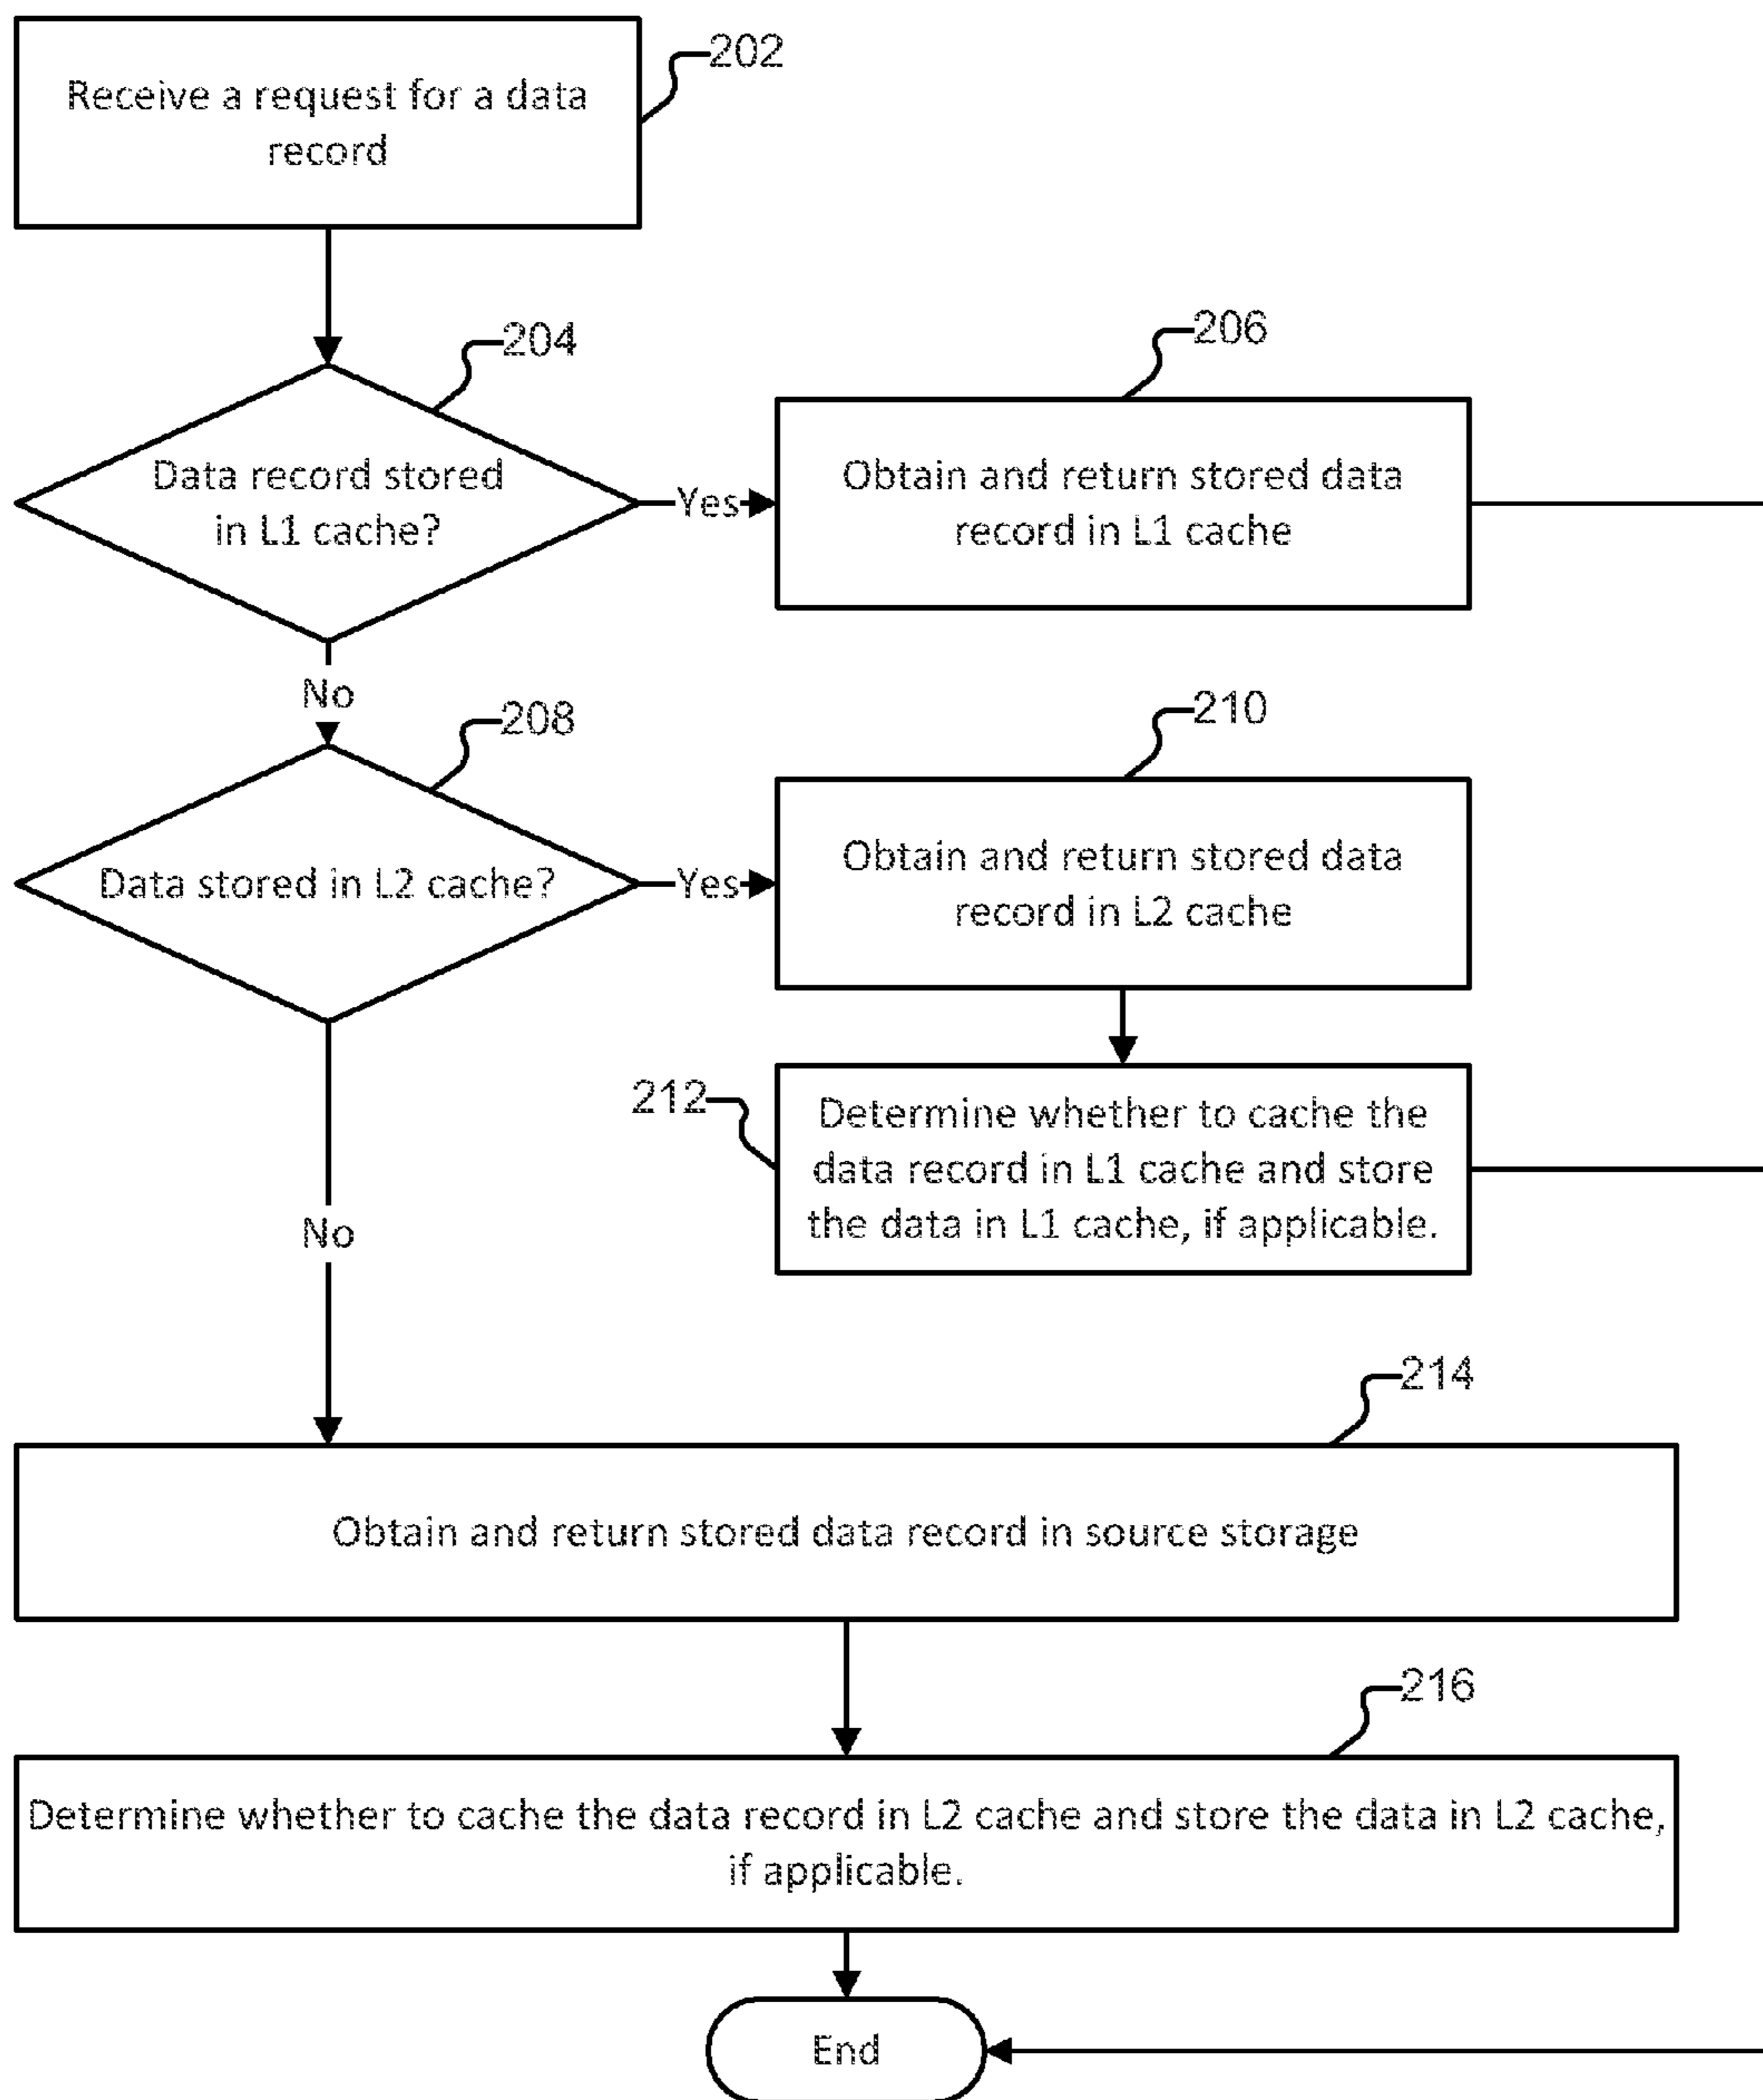 202
Receive a request for a data
record
204
Data record stored
in L1 cache?
Yes
206
Obtain and return stored data
record in L1 cache
No
208
Data stored in L2 cache?
Yes
210
Obtain and return stored data
record in L2 cache
212
Determine whether to cache the
data record in L1 cache and store
the data in L1 cache, if applicable.
No
214
Obtain and return stored data record in source storage
216
Determine whether to cache the data record in L2 cache and store the data in L2 cache,
if applicable.
End